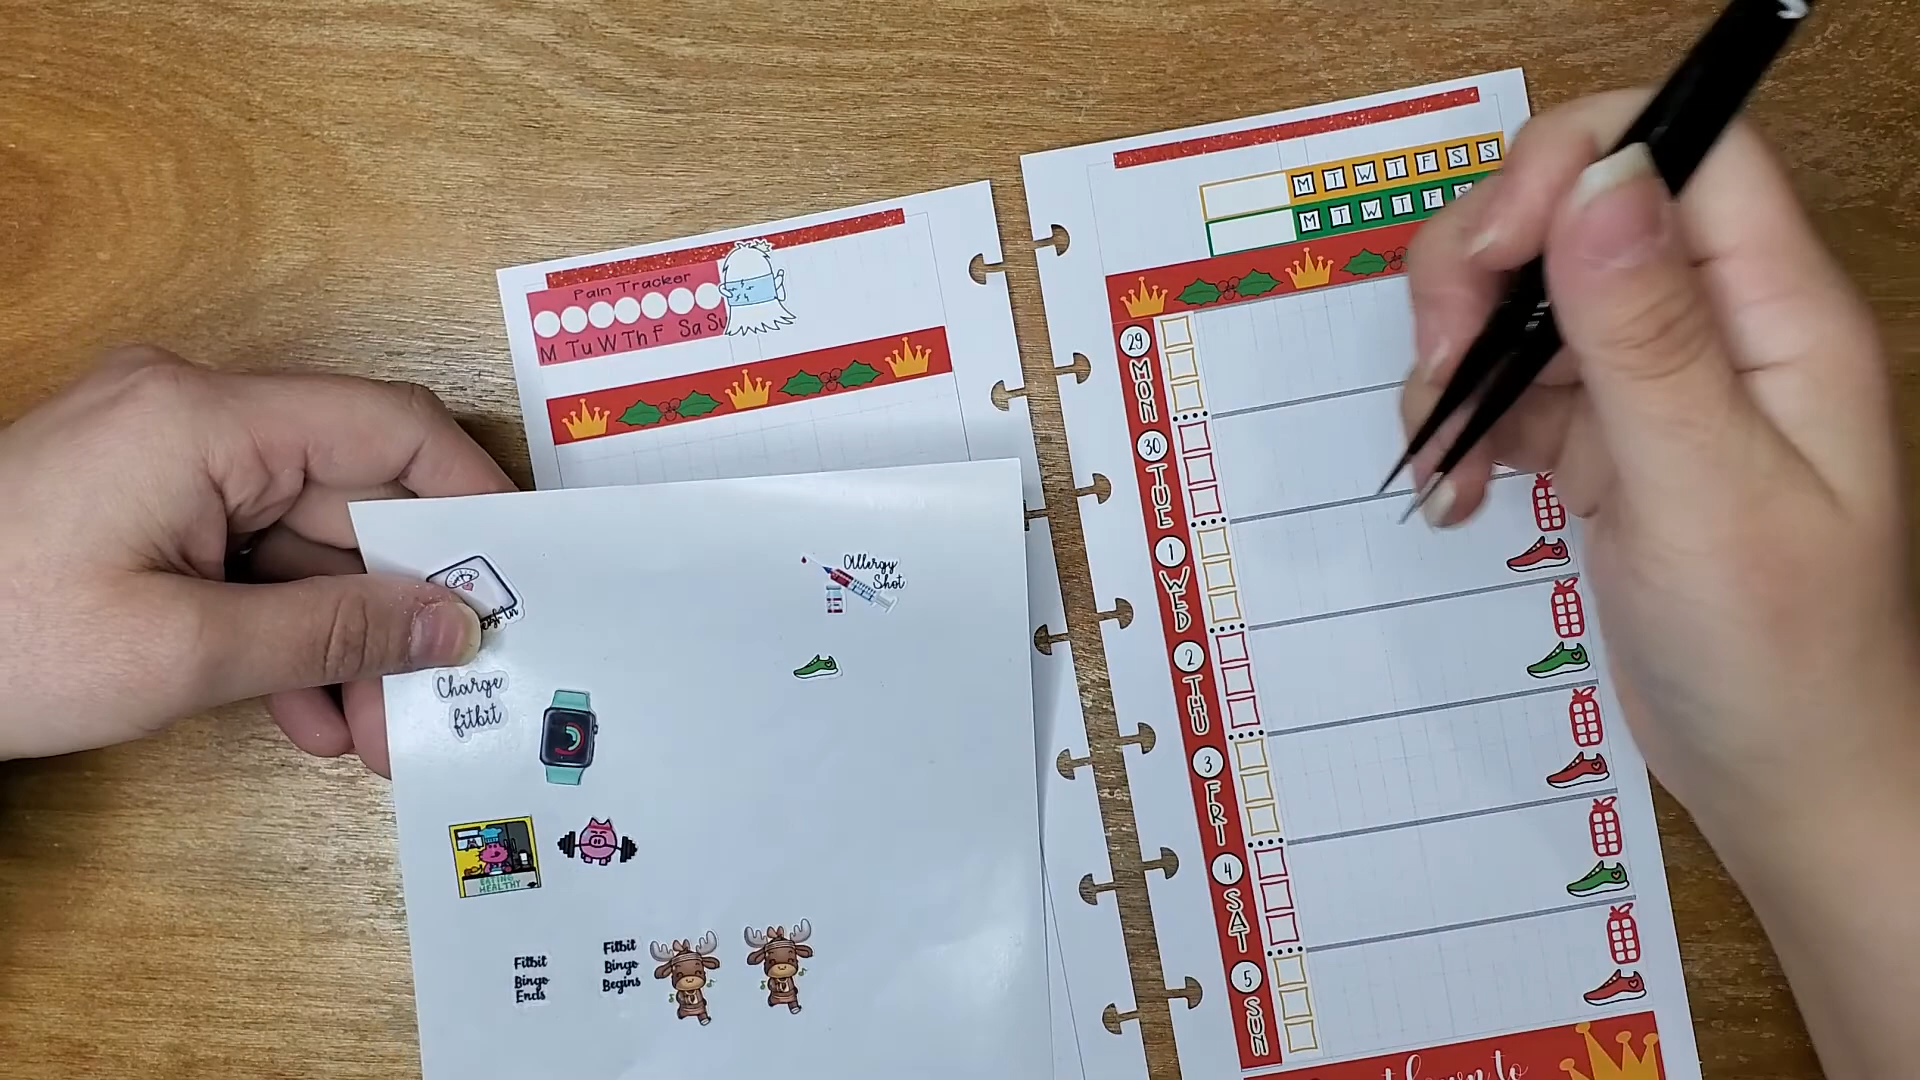 Pain Tracker
M Tu W Th F Sa Su
M T W T F S S
M T W T F S
29
MON
30
TUE
1
WED
2
THU
3
FRI
4
SAT
5
SUN
Allergy
Shot
Charge
fitbit
EATING
HEALTHY
Fitbit
Bingo
Ends
Fitbit
Bingo
Begins
to